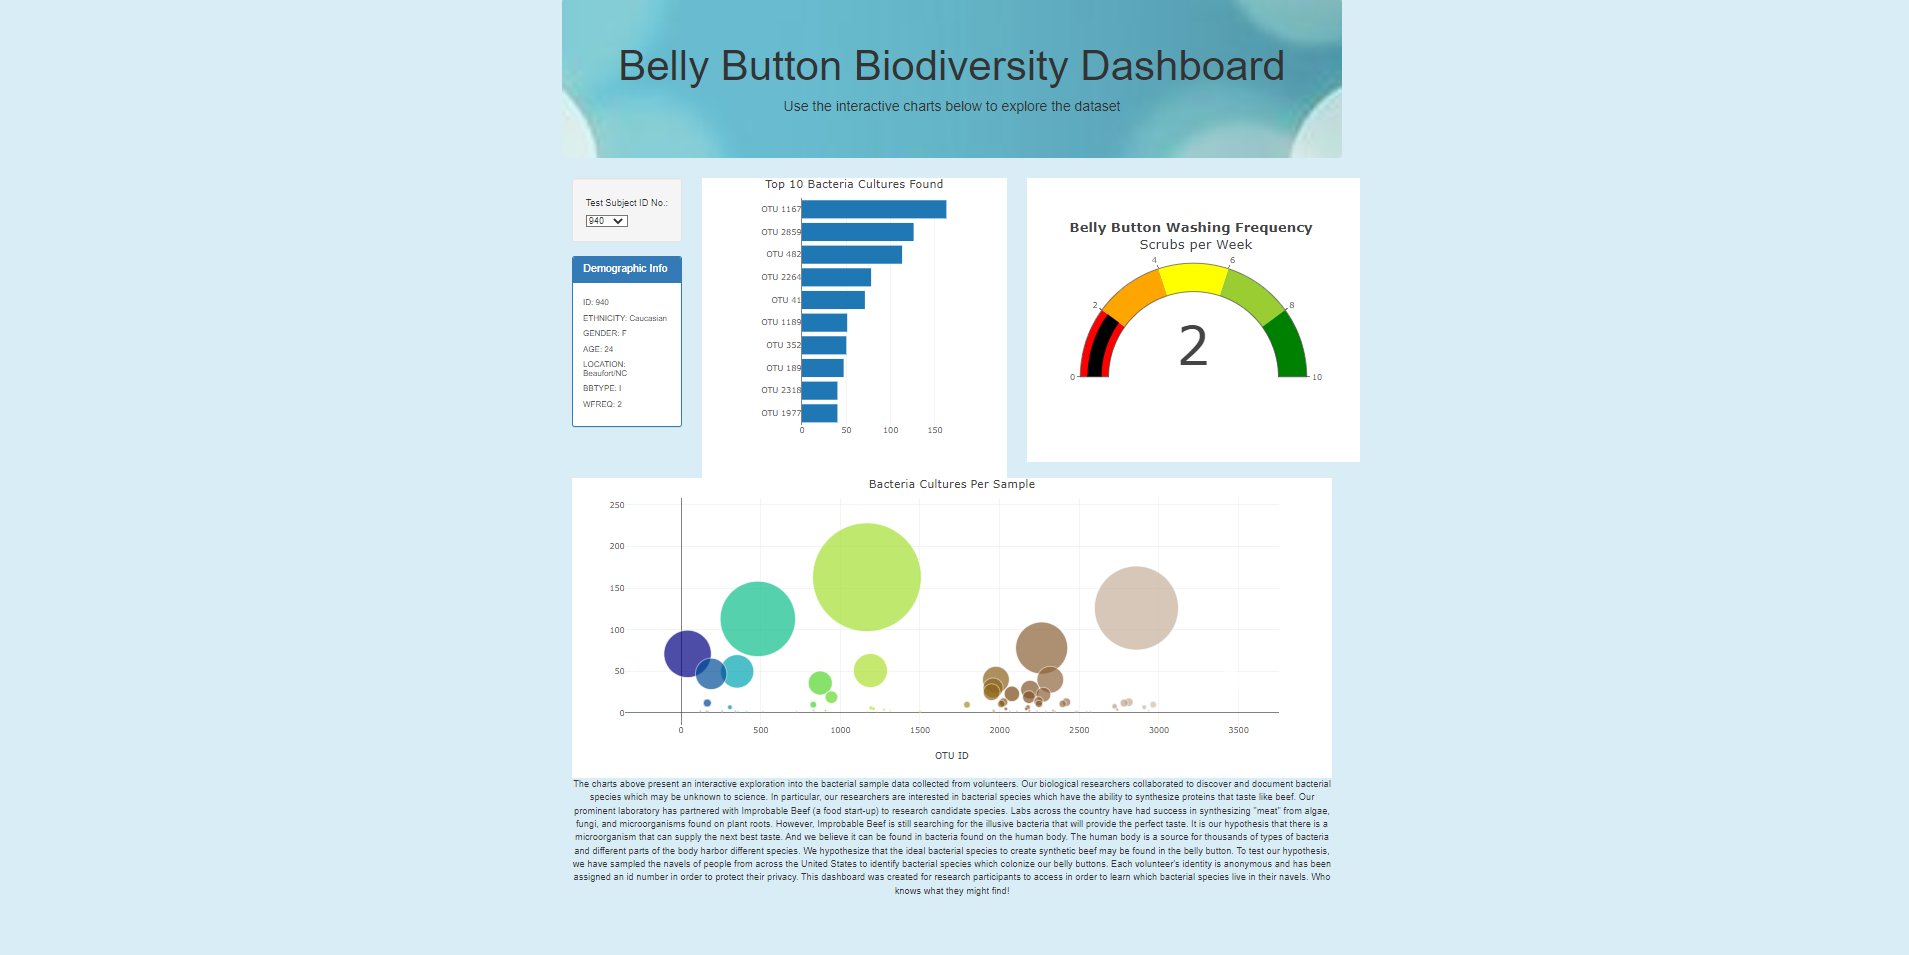 Belly Button Biodiversity Dashboard
Use the interactive charts below to explore the dataset
Test Subject ID No.:
940
Demographic Info
ID: 940
ETHNICITY: Caucasian
GENDER: F
AGE: 24
LOCATION:
Beaufort/NC
BBTYPE: I
WFREQ: 2
Top 10 Bacteria Cultures Found
OTU 1167
OTU 2859
OTU 482
OTU 2264
OTU 41
OTU 1189
OTU 352
OTU 189
OTU 2318
OTU 1977
0 50 100 150
Belly Button Washing Frequency
Scrubs per Week
4 6
2 8
2
0 10
Bacteria Cultures Per Sample
250
200
150
100
50
0
0 500 1000 1500 2000 2500 3000 3500
OTU ID
The charts above present an interactive exploration into the bacterial sample data collected from volunteers. Our biological researchers collaborated to discover and document bacterial
species which may be unknown to science. In particular, our researchers are interested in bacterial species which have the ability to synthesize proteins that taste like beef. Our
prominent laboratory has partnered with Improbable Beef (a food start-up) to research candidate species. Labs across the country have had success in synthesizing "meat" from algae,
fungi, and microorganisms found on plant roots. However, Improbable Beef is still searching for the illusive bacteria that will provide the perfect taste. It is our hypothesis that there is a
microorganism that can supply the next best taste. And we believe it can be found in bacteria found on the human body. The human body is a source for thousands of types of bacteria
and different parts of the body harbor different species. We hypothesize that the ideal bacterial species to create synthetic beef may be found in the belly button. To test our hypothesis,
we have sampled the navels of people from across the United States to identify bacterial species which colonize our belly buttons. Each volunteer's identity is anonymous and has been
assigned an id number in order to protect their privacy. This dashboard was created for research participants to access in order to learn which bacterial species live in their navels. Who
knows what they might find!